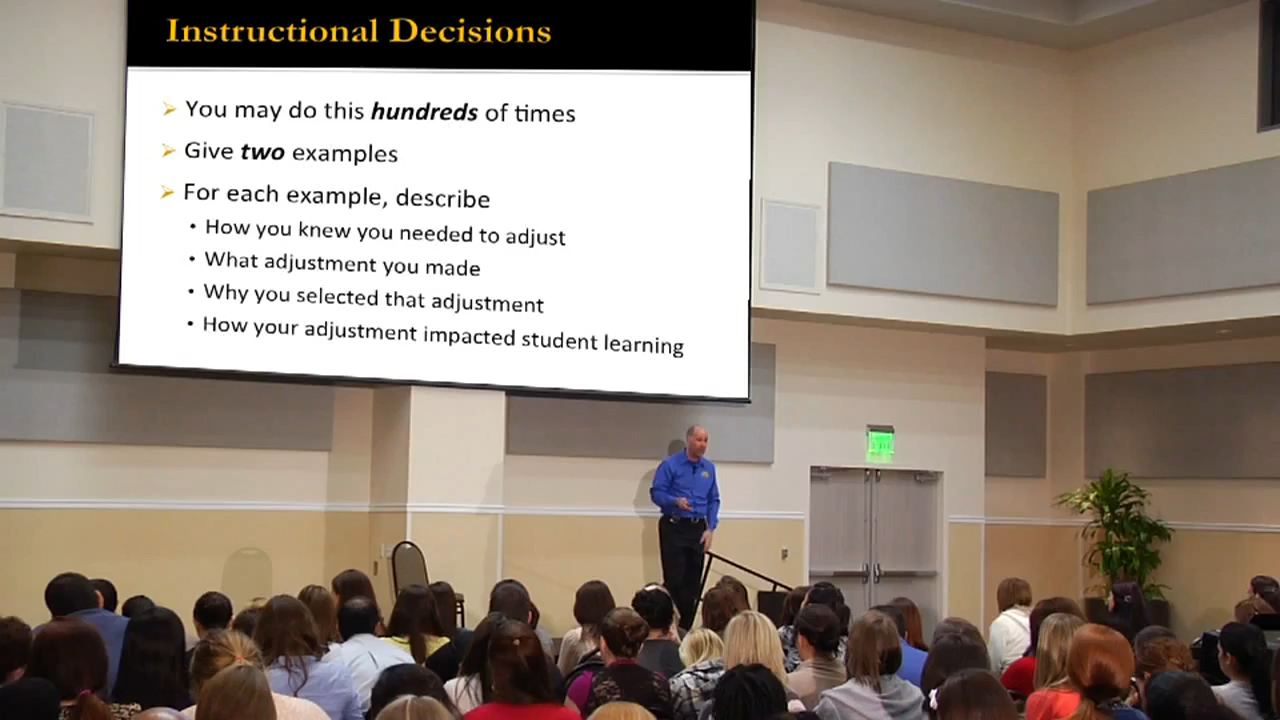 Instructional Decisions
You may do this hundreds of times
Give two examples
For each example, describe
• How you knew you needed to adjust
• What adjustment you made
• Why you selected that adjustment
• How your adjustment impacted student learning
EXIT